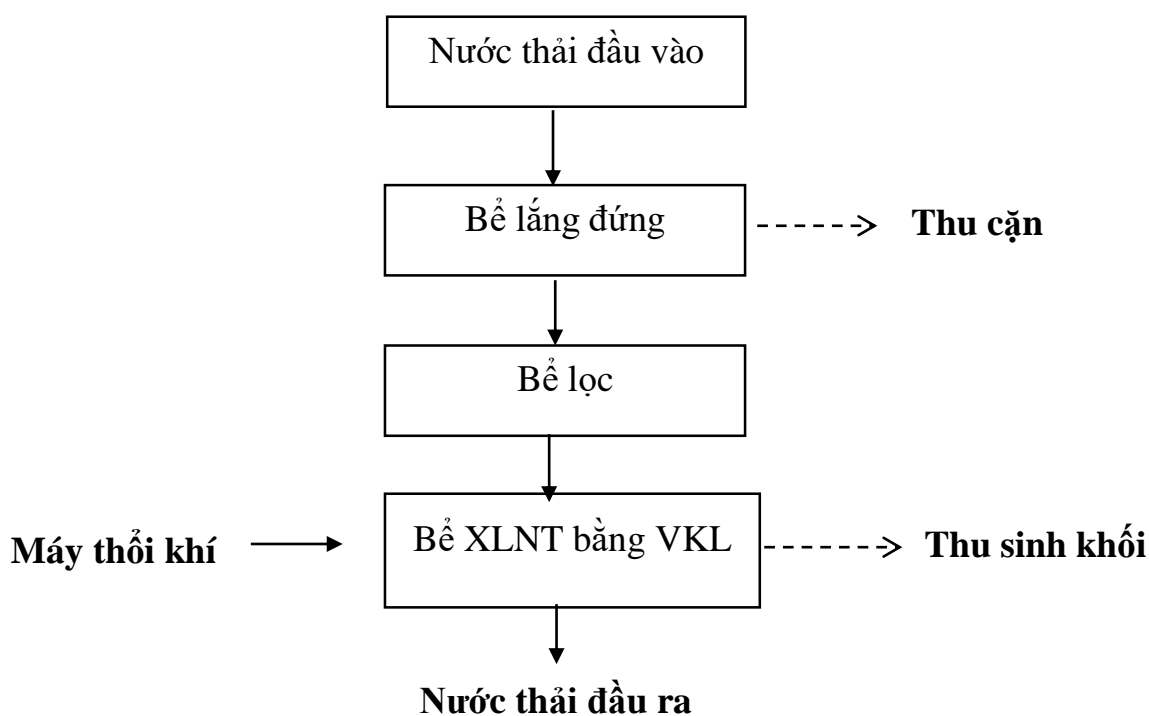 Nước thải đầu vào
Bể lắng đứng
Thu cặn
Bể lọc
Máy thổi khí
Bể XLNT bằng VKL
Thu sinh khối
Nước thải đầu ra